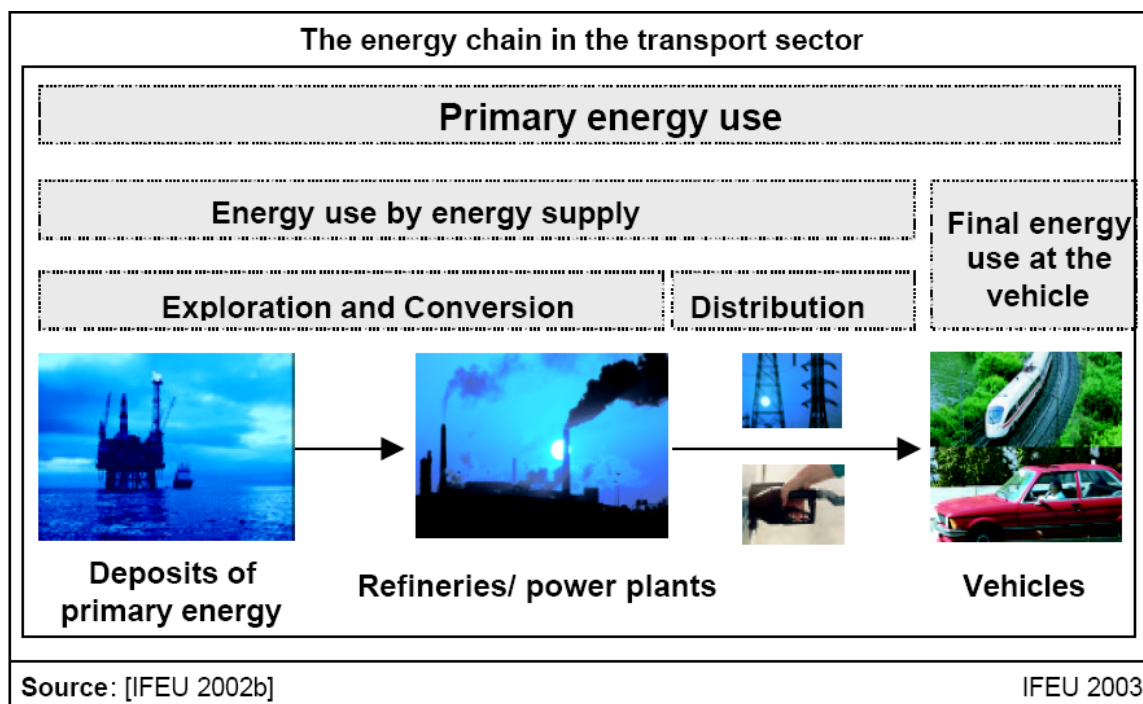 The energy chain in the transport sector
Primary energy use
Energy use by energy supply
Final energy
use at the
vehicle
Exploration and Conversion
Distribution
Deposits of
primary energy
Refineries/ power plants
Vehicles
Source: [IFEU 2002b]
IFEU 2003